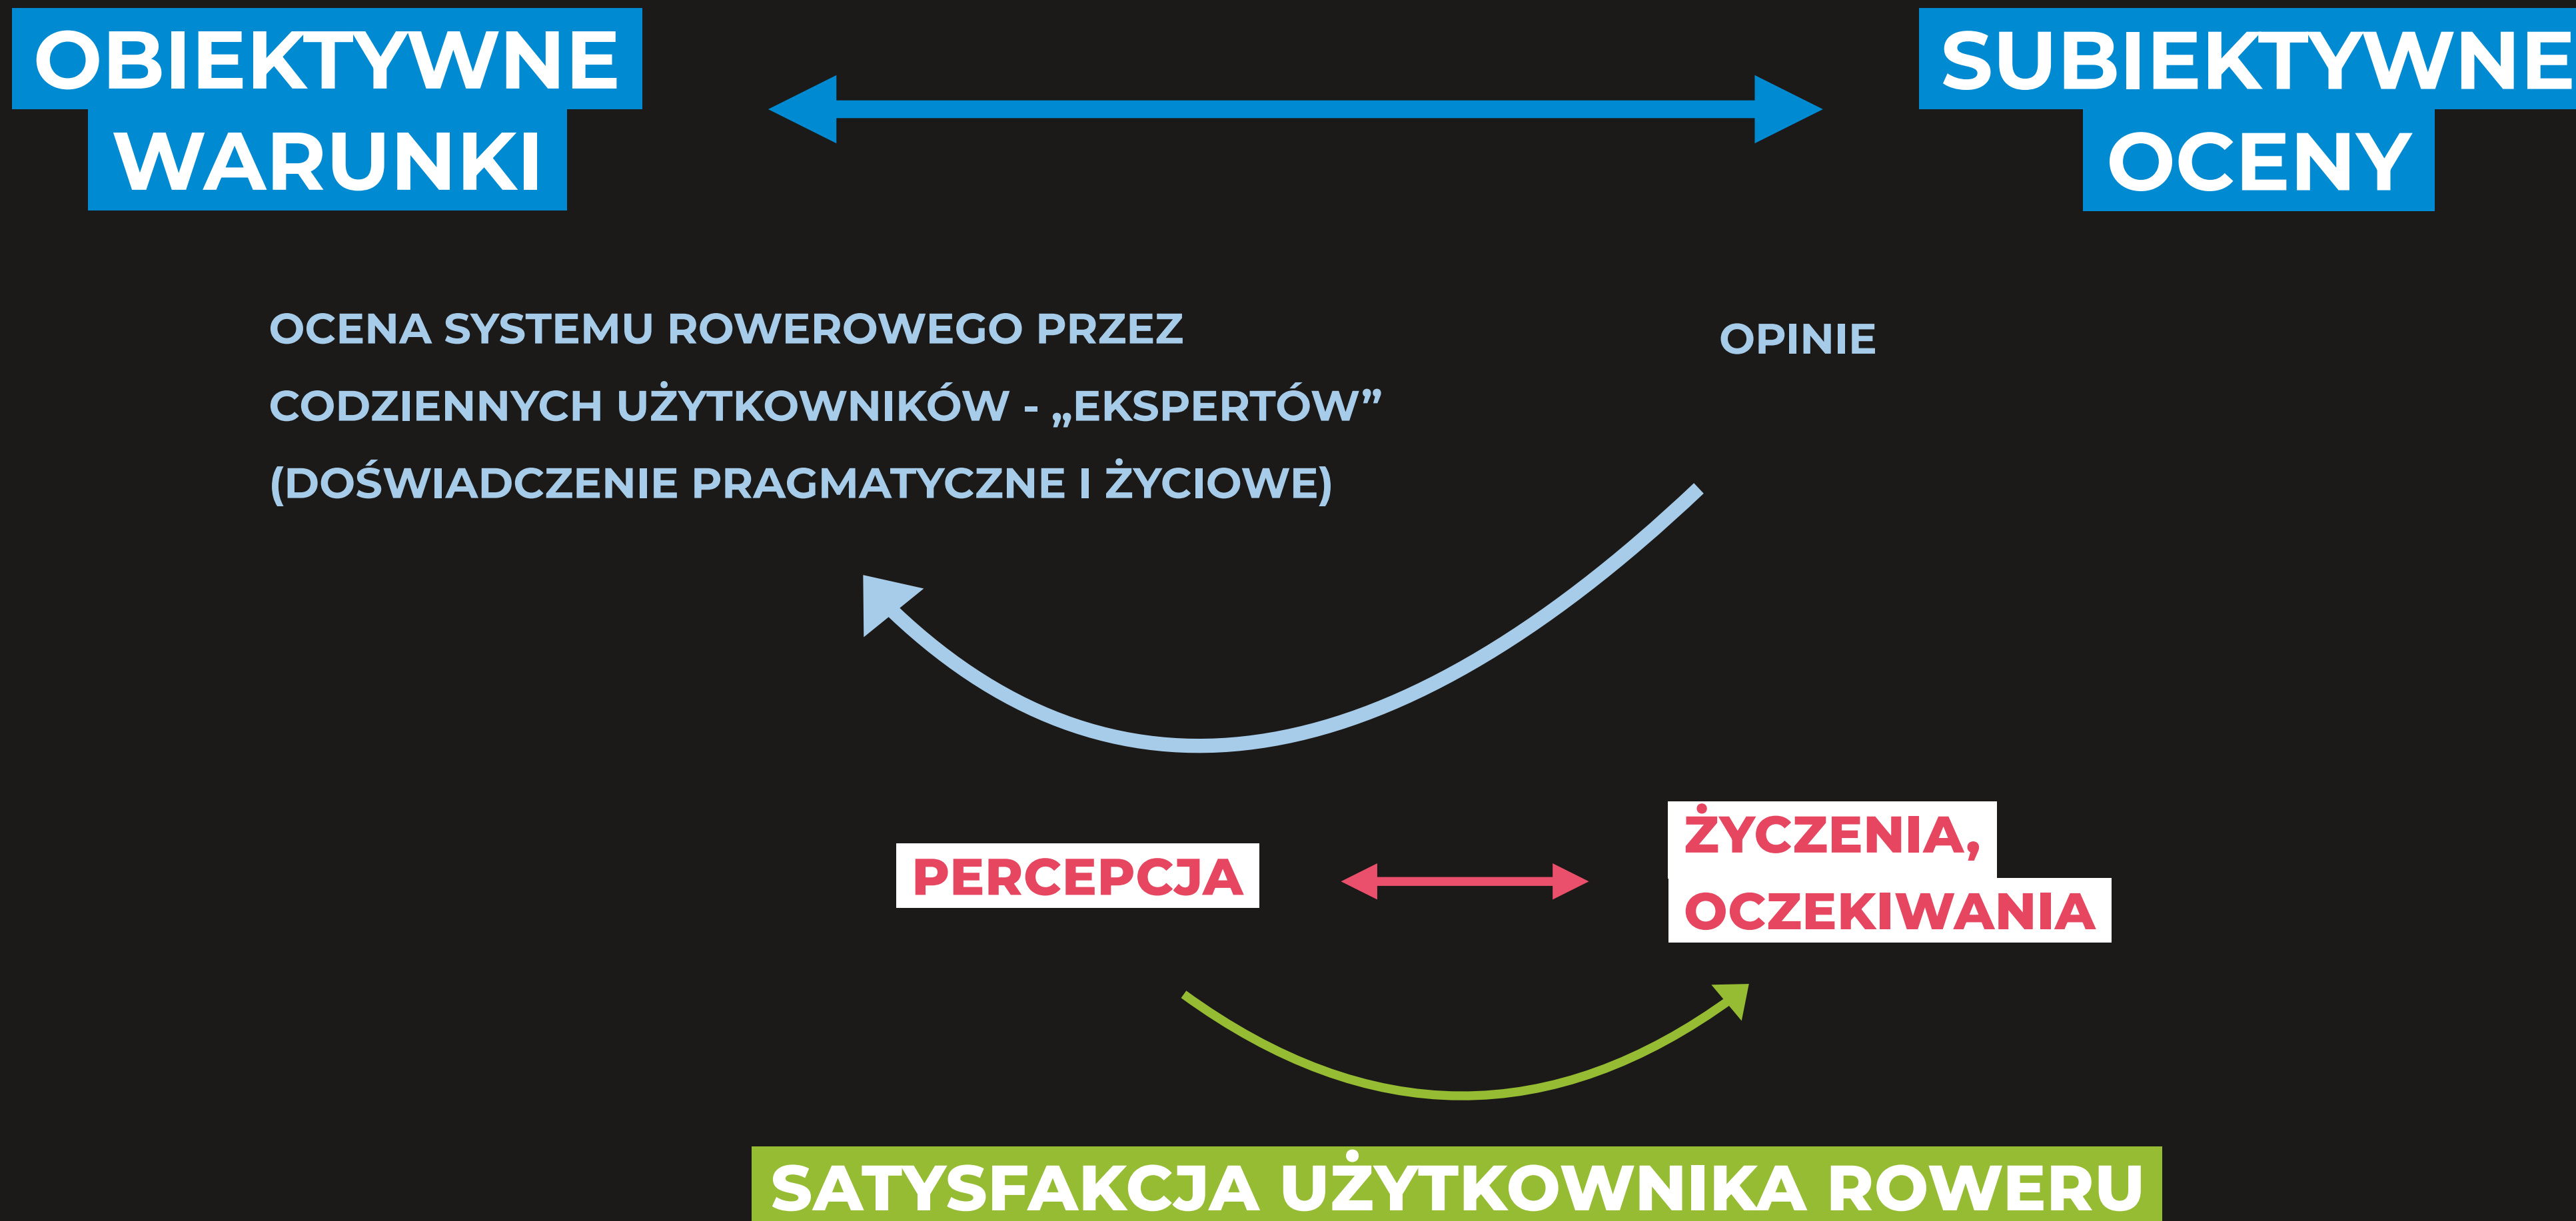 OBIEKTYWNE
WARUNKI
SUBIEKTYWNE
OCENY
OCENA SYSTEMU ROWEROWEGO PRZEZ
CODZIENNYCH UŻYTKOWNIKÓW - „EKSPERTÓW”
(DOŚWIADCZENIE PRAGMATYCZNE I ŻYCIOWE)
OPINIE
PERCEPCJA
ŻYCZENIA,
OCZEKIWANIA
SATYSFAKCJA UŻYTKOWNIKA ROWERU